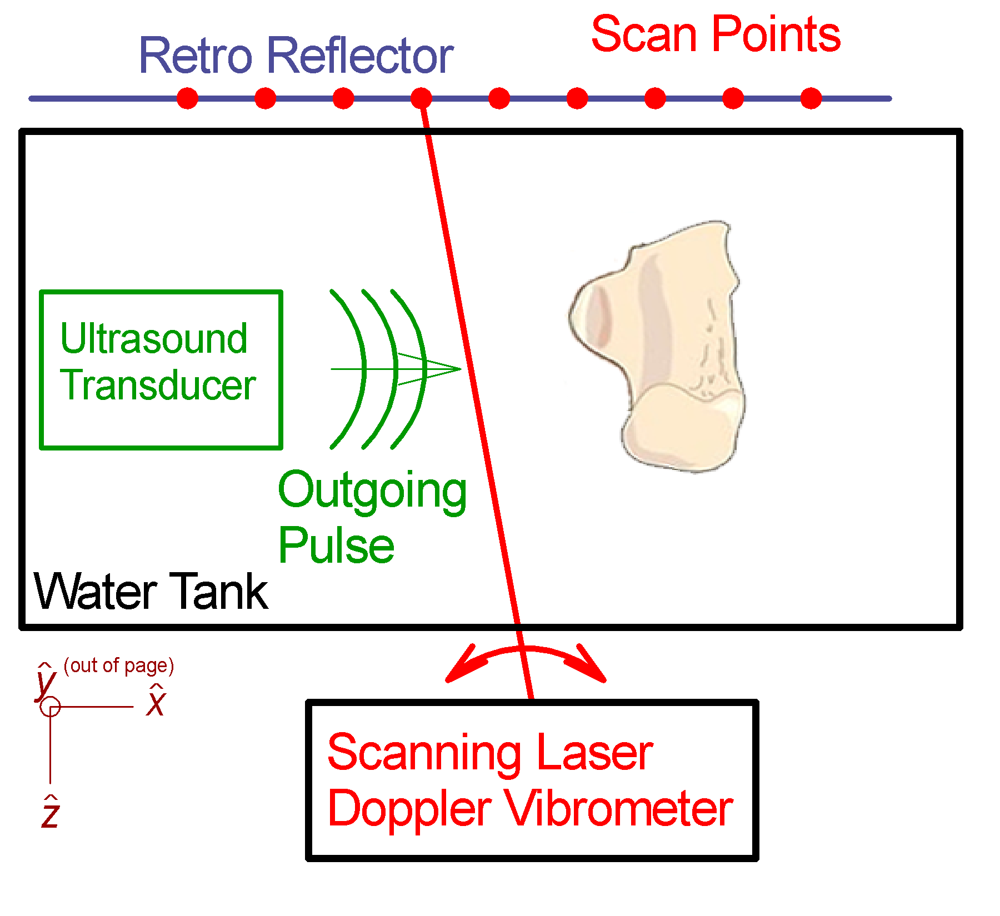 Scan Points
Retro Reflector
Ultrasound
Transducer
Outgoing
Pulse
Water Tank
ŷ (out of page)
x̂
ẑ
Scanning Laser
Doppler Vibrometer